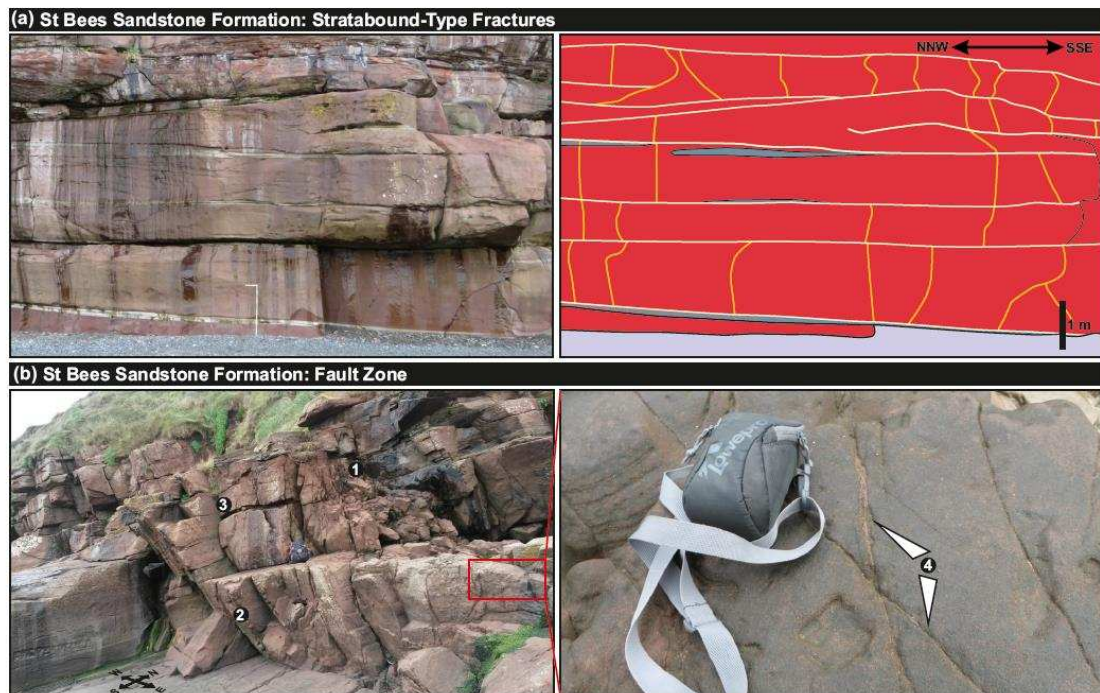 (a) St Bees Sandstone Formation: Stratabound-Type Fractures
NNW SSE
1 m
(b) St Bees Sandstone Formation: Fault Zone
1
3
2
4
Lowepro